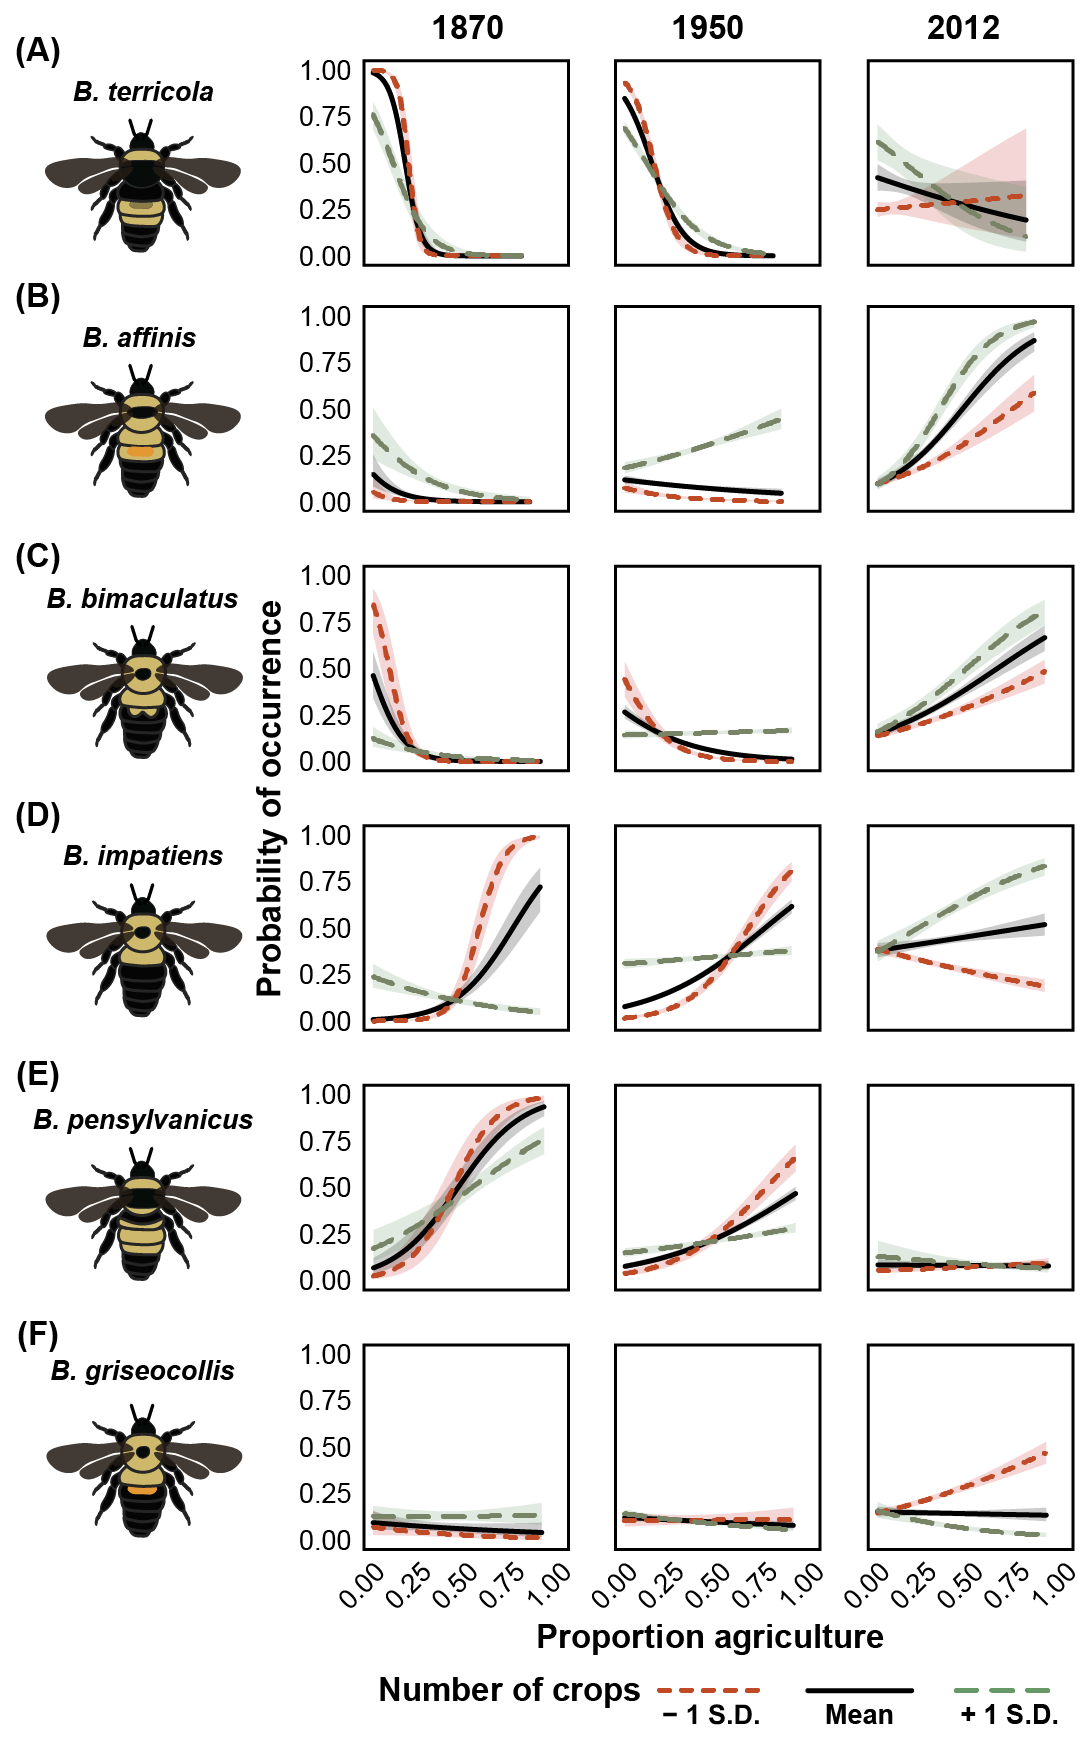 1870 1950 2012
(A)
B. terricola
1.00
0.75
0.50
0.25
0.00
(B)
B. affinis
1.00
0.75
0.50
0.25
0.00
(C)
B. bimaculatus
1.00
0.75
0.50
0.25
0.00
(D)
B. impatiens
1.00
0.75
0.50
0.25
0.00
(E)
B. pensylvanicus
1.00
0.75
0.50
0.25
0.00
(F)
B. griseocollis
1.00
0.75
0.50
0.25
0.00
Probability of occurrence
0.00 0.25 0.50 0.75 1.00 0.00 0.25 0.50 0.75 1.00 0.00 0.25 0.50 0.75 1.00
Proportion agriculture
Number of crops
− 1 S.D. Mean + 1 S.D.